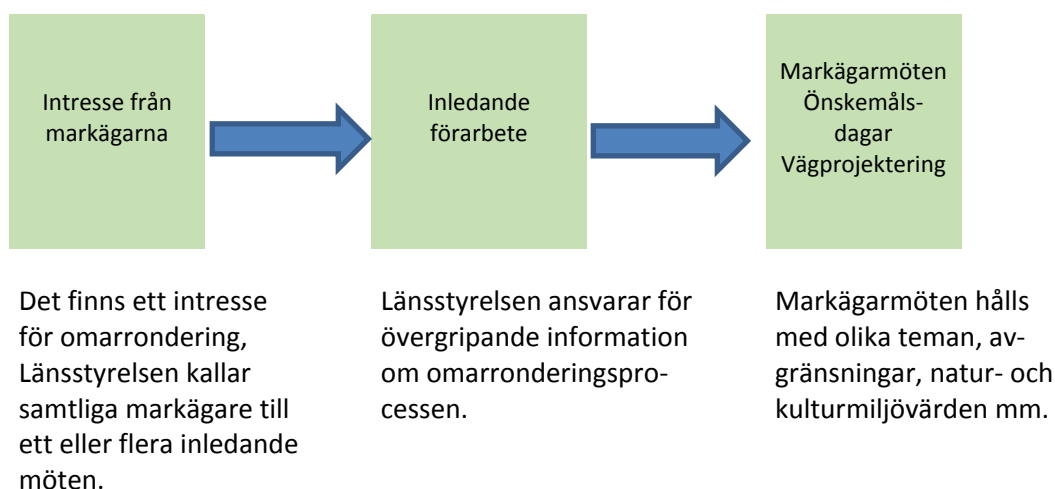 Intresse från
markägarna
Inledande
förarbete
Markägarmöten
Önskemåls-
dagar
Vägprojektering
Det finns ett intresse
för omarrondering,
Länsstyrelsen kallar
samtliga markägare till
ett eller flera inledande
möten.
Länsstyrelsen ansvarar för
övergripande information
om omarronderingspro-
cessen.
Markägarmöten hålls
med olika teman, av-
gränsningar, natur- och
kulturmiljövärden mm.